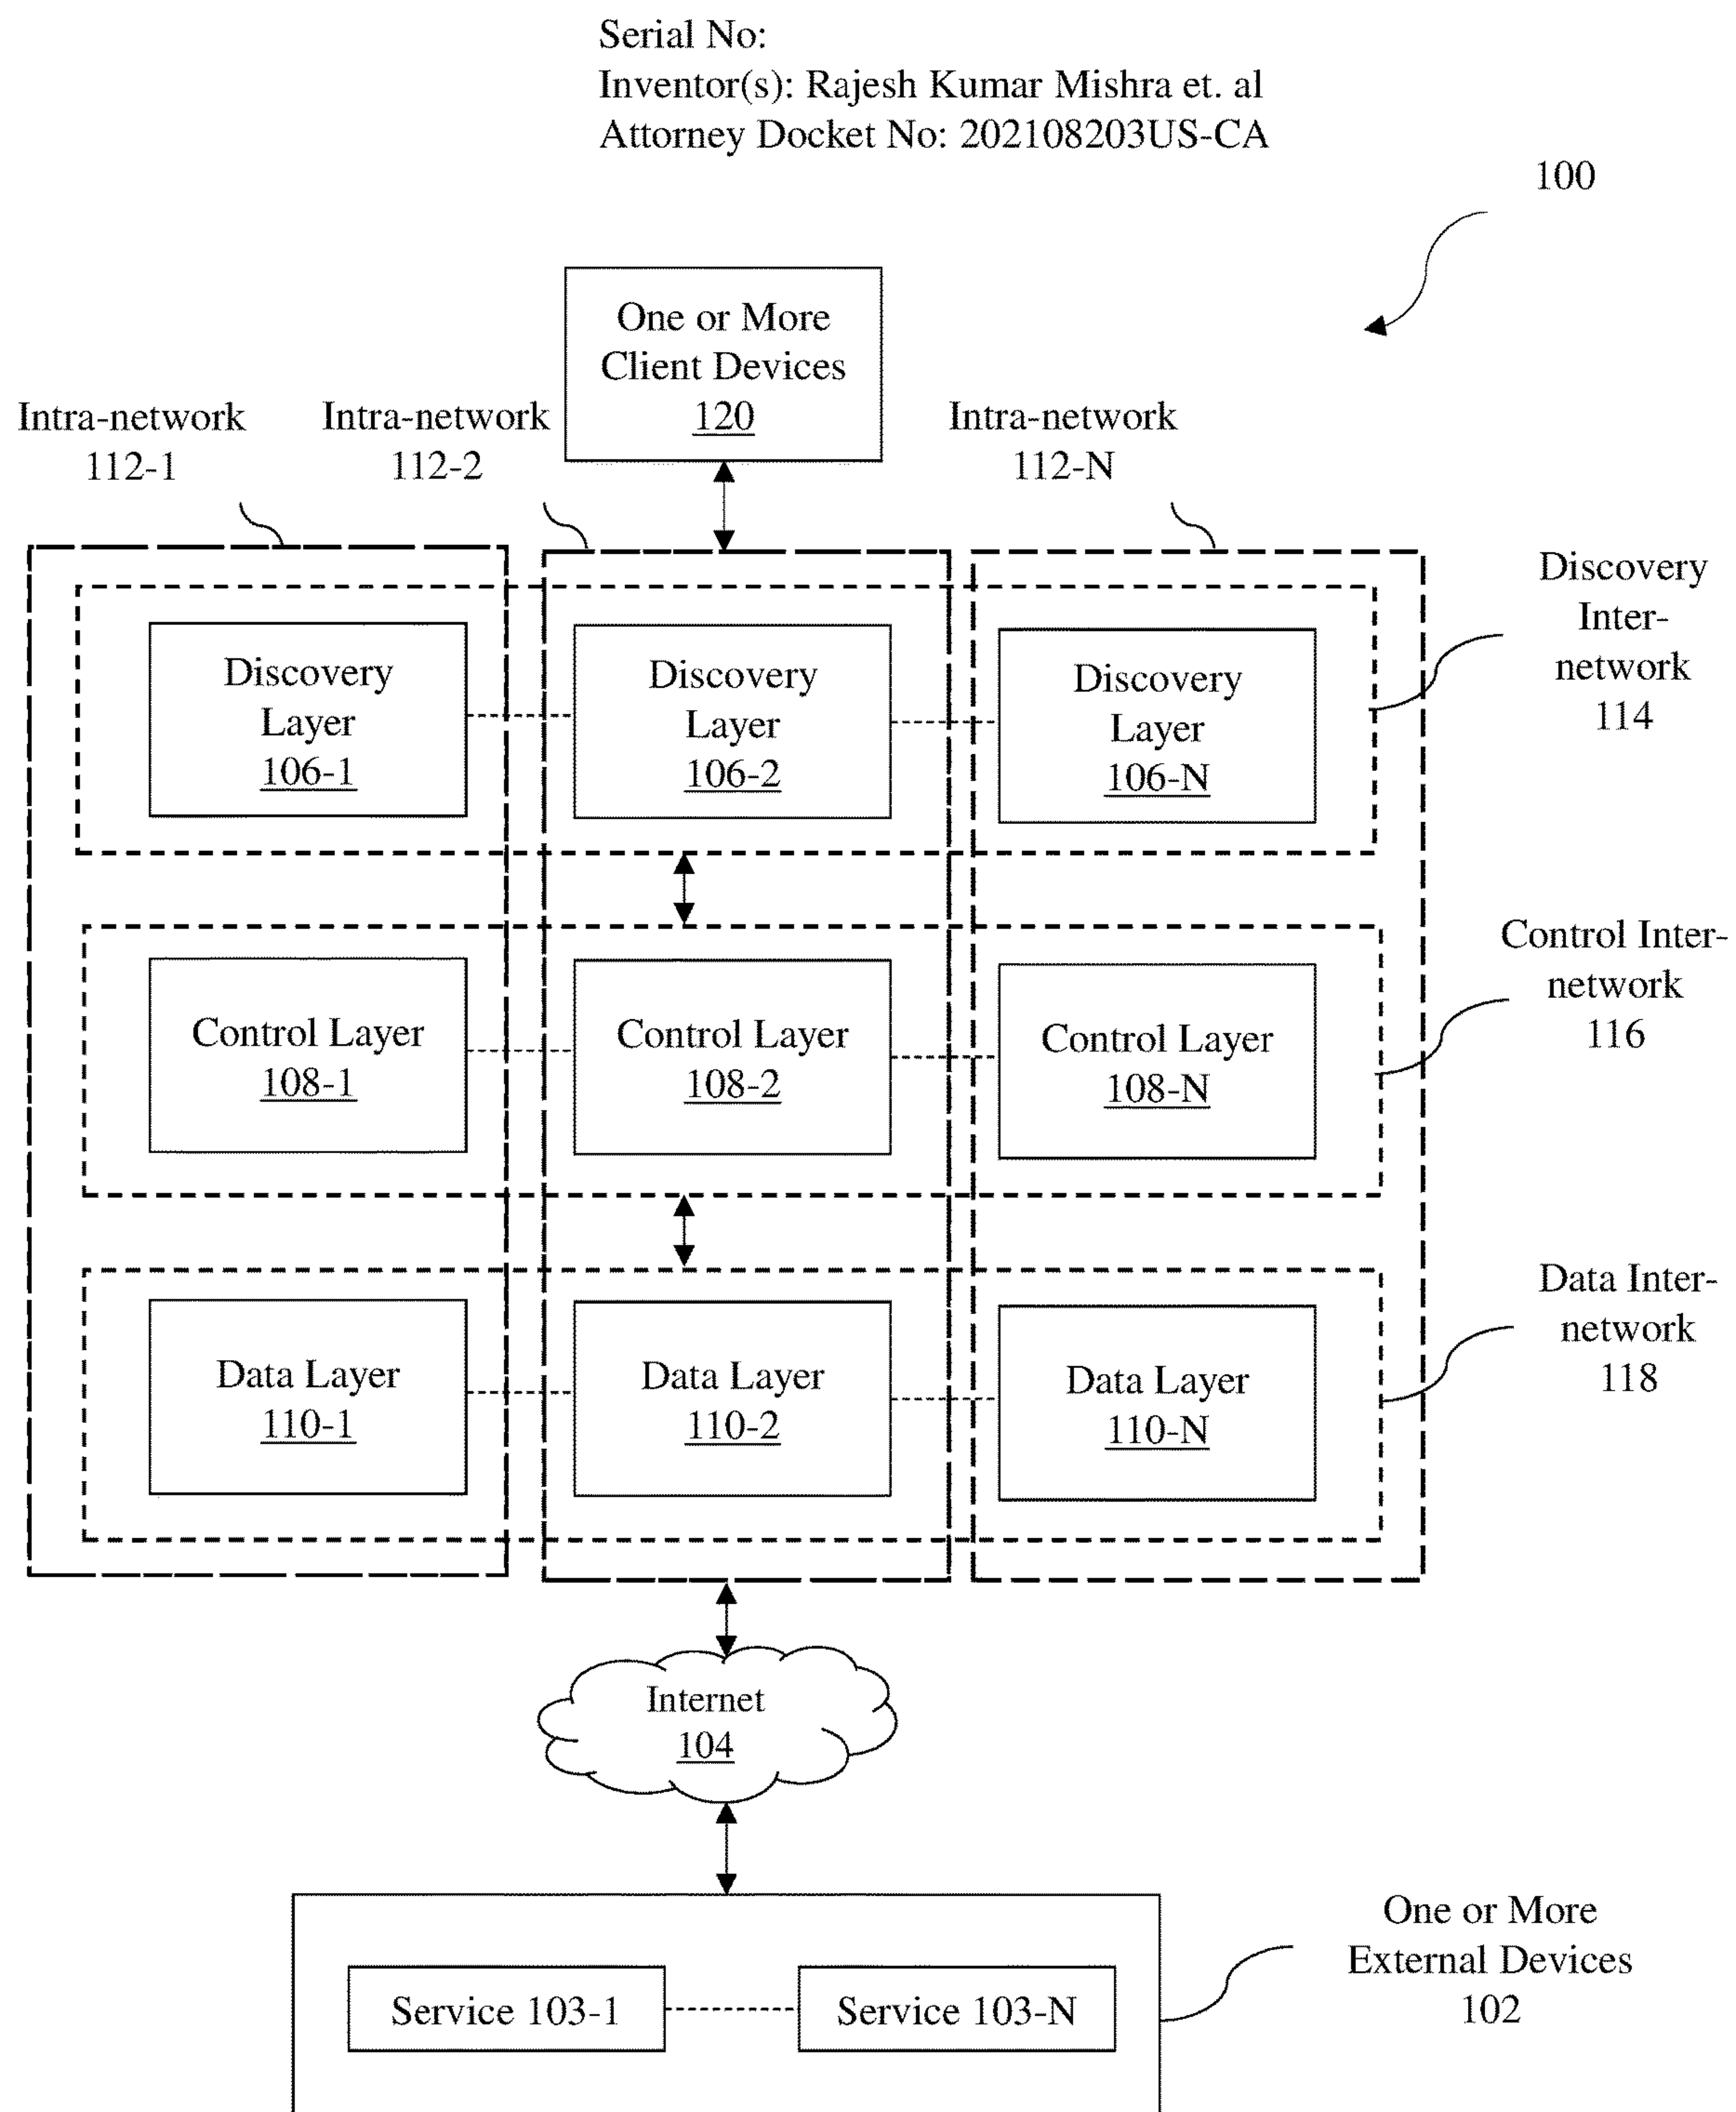 Serial No:
Inventor(s): Rajesh Kumar Mishra et. al
Attorney Docket No: 202108203US-CA
100
One or More
Client Devices
120
Intra-network
112-1
Intra-network
112-2
Intra-network
112-N
Discovery
Inter-
network
114
Discovery
Layer
106-1
Discovery
Layer
106-2
Discovery
Layer
106-N
Control Inter-
network
116
Control Layer
108-1
Control Layer
108-2
Control Layer
108-N
Data Inter-
network
118
Data Layer
110-1
Data Layer
110-2
Data Layer
110-N
Internet
104
One or More
External Devices
102
Service 103-1
Service 103-N